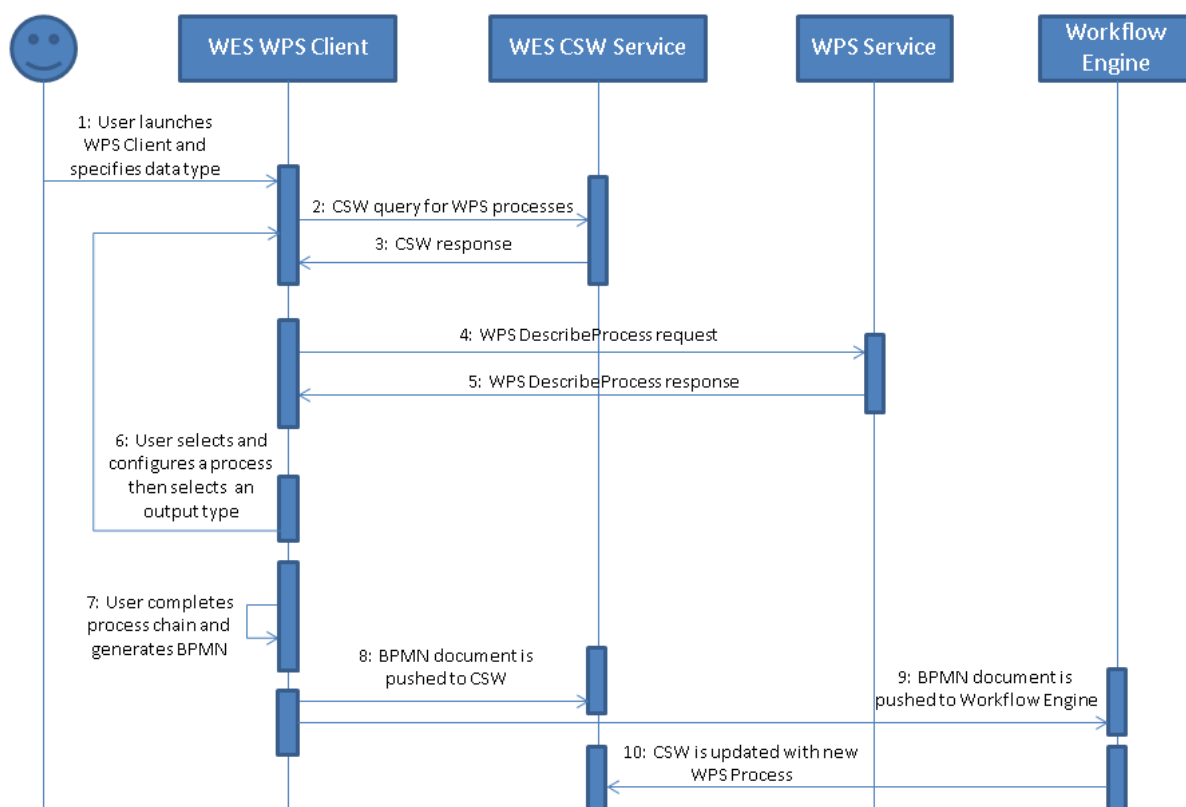 WES WPS Client
WES CSW Service
WPS Service
Workflow
Engine
1: User launches
WPS Client and
specifies data type
2: CSW query for WPS processes
3: CSW response
4: WPS DescribeProcess request
5: WPS DescribeProcess response
6: User selects and
configures a process
then selects an
output type
7: User completes
process chain and
generates BPMN
8: BPMN document is
pushed to CSW
9: BPMN document is
pushed to Workflow Engine
10: CSW is updated with new
WPS Process